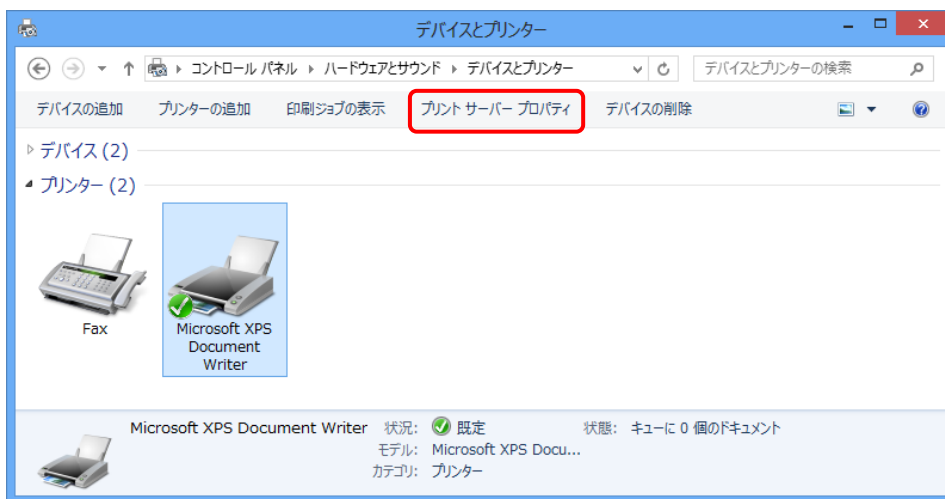 デバイスとプリンター
コントロール パネル ▸ ハードウェアとサウンド ▸ デバイスとプリンター
デバイスとプリンターの検索
デバイスの追加 プリンターの追加 印刷ジョブの表示 プリント サーバー プロパティ デバイスの削除
デバイス (2)
プリンター (2)
Fax
Microsoft XPS
Document
Writer
Microsoft XPS Document Writer 状況: 既定 状態: キューに 0 個のドキュメント
モデル: Microsoft XPS Docu...
カテゴリ: プリンター